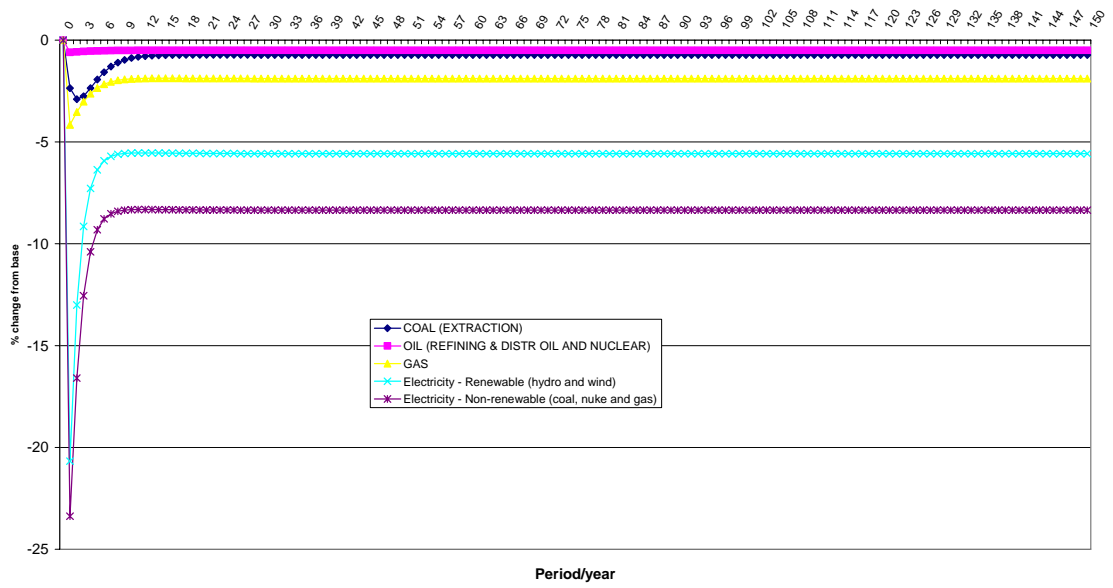 0 3 6 9 12 15 18 21 24 27 30 33 36 39 42 45 48 51 54 57 60 63 66 69 72 75 78 81 84 87 90 93 96 99 102 105 108 111 114 117 120 123 126 129 132 135 138 141 144 147 150
0
-5
-10
-15
-20
-25
% change from base
COAL (EXTRACTION)
OIL (REFINING & DISTR OIL AND NUCLEAR)
GAS
Electricity - Renewable (hydro and wind)
Electricity - Non-renewable (coal, nuke and gas)
Period/year